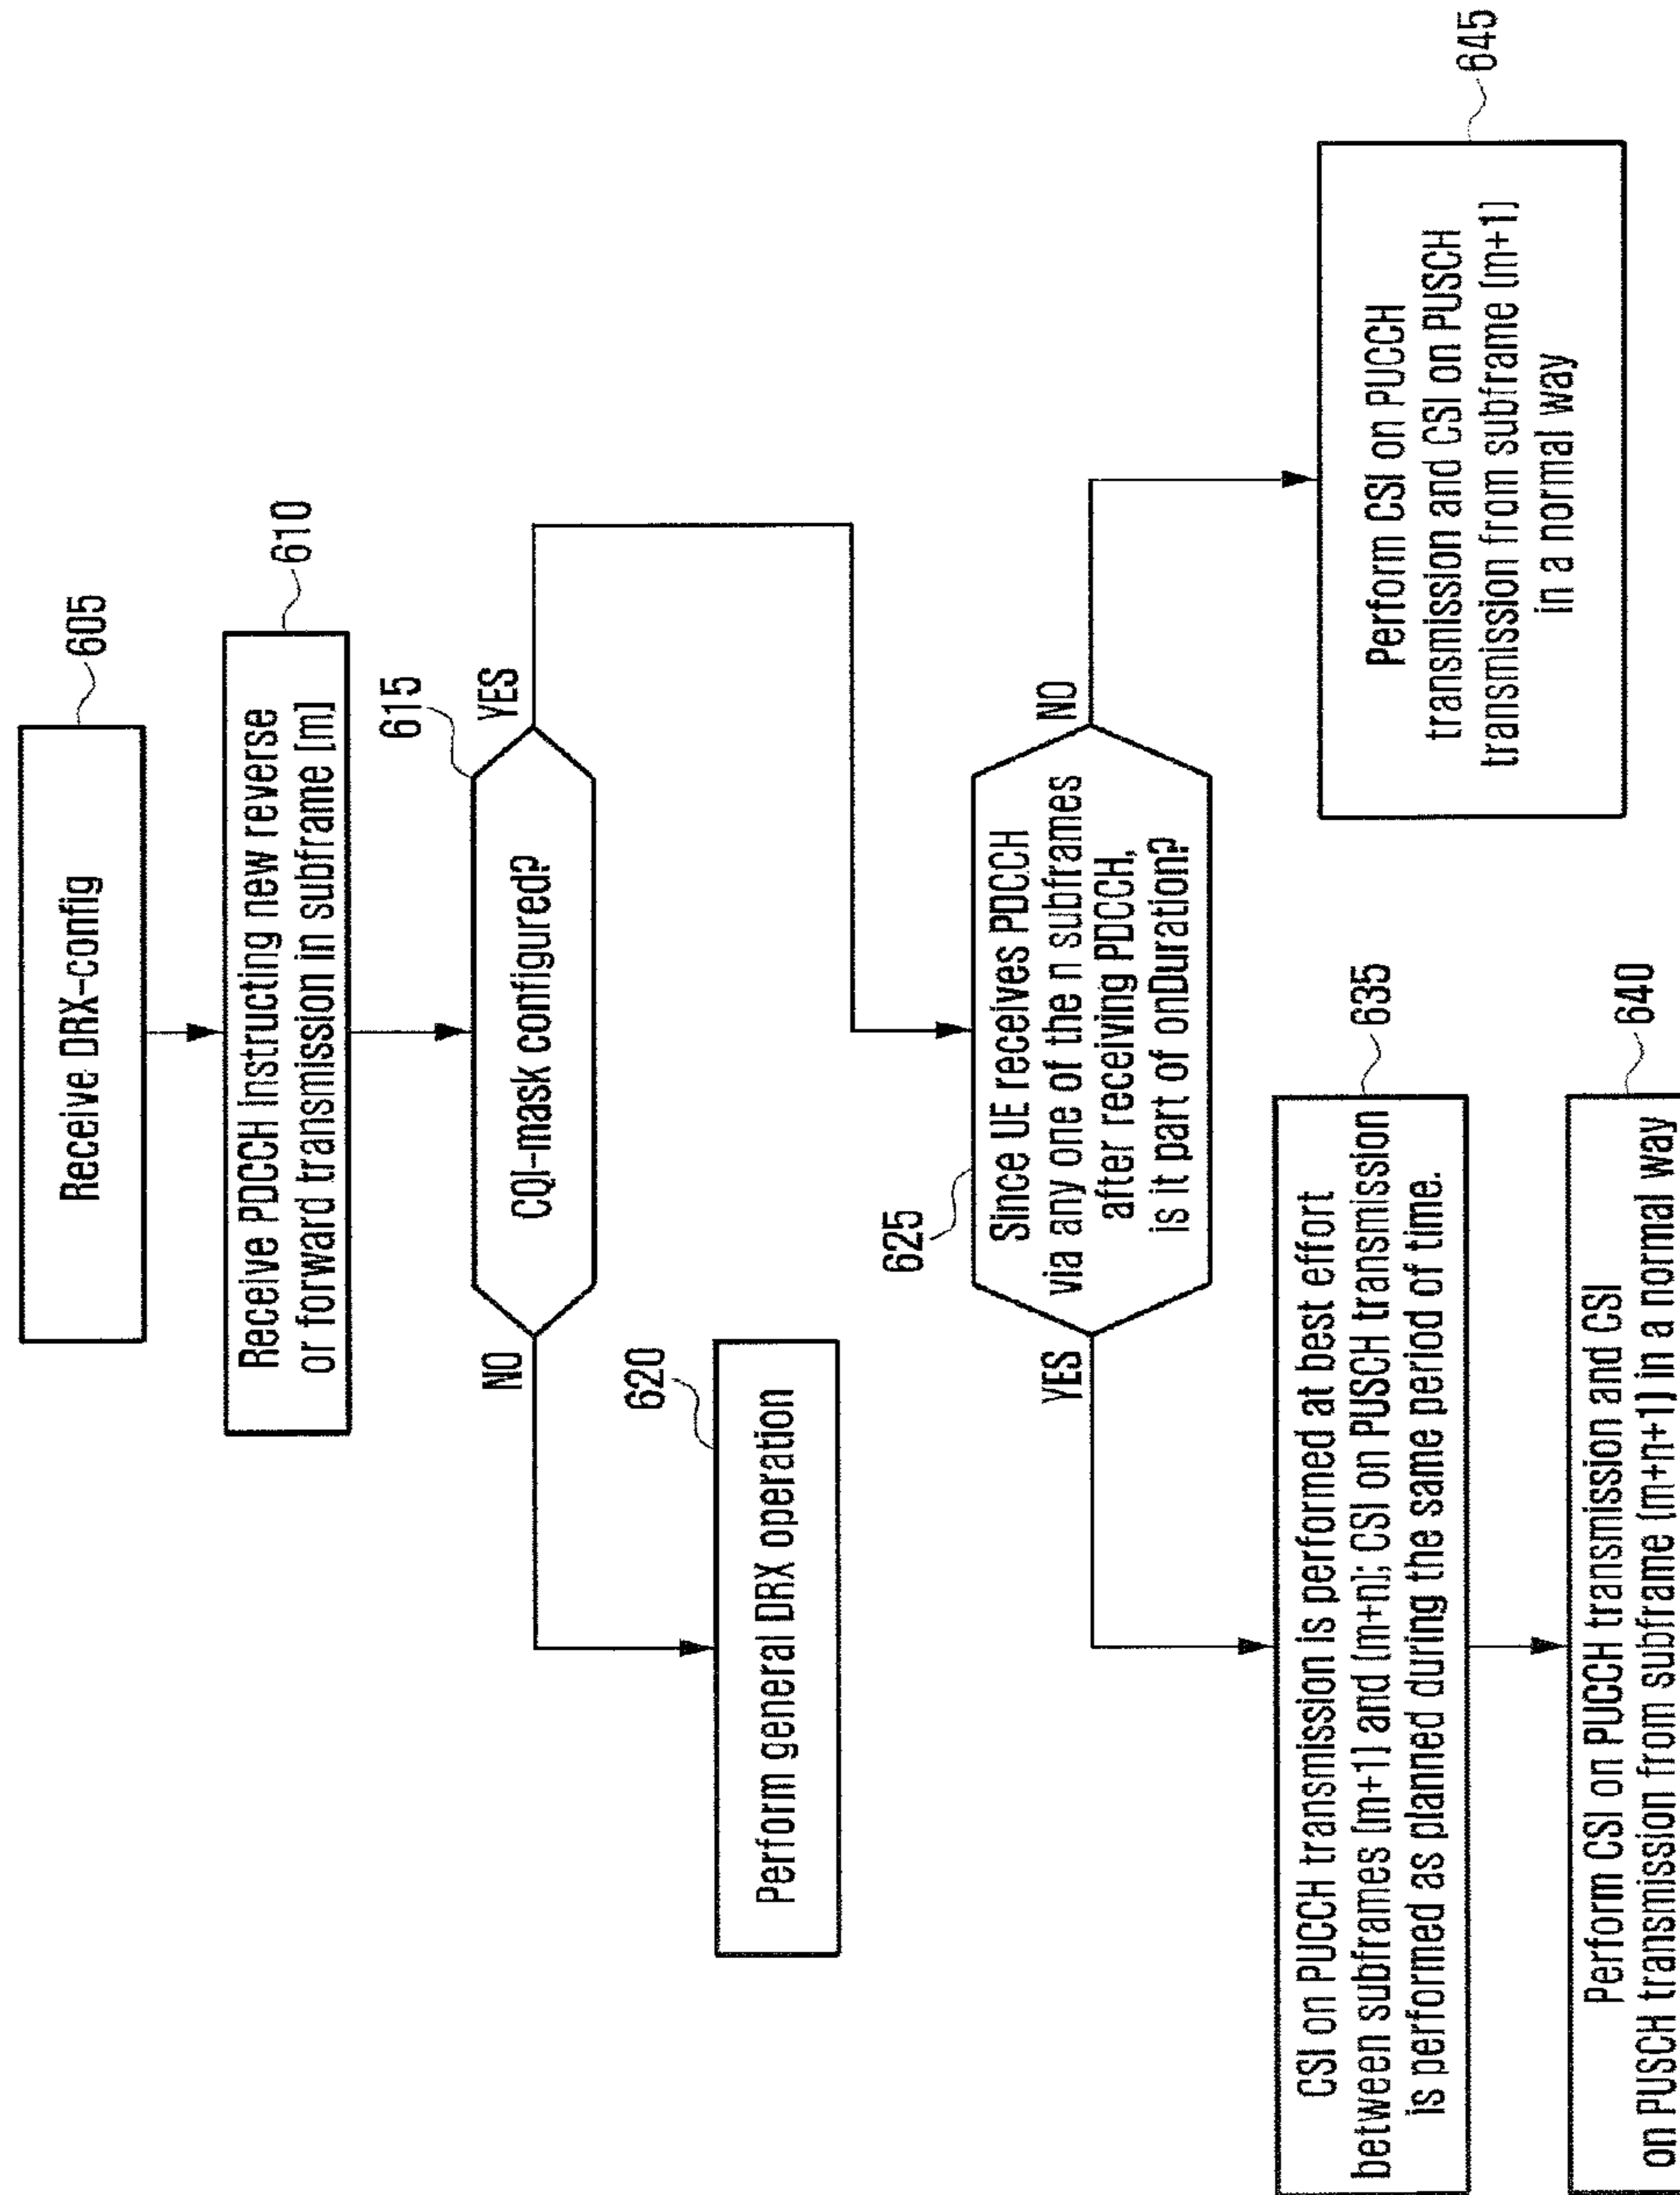 605
Receive DRX-config
610
Receive PDCCH Instructing new reverse
or forward transmission in subframe [m]
615
CQI-mask configured?
NO
YES
620
Perform general DRX operation
625
Since UE receives PDCCH
via any one of the n subframes
after receiving PDCCH,
is it part of onDuration?
YES
NO
635
CSI on PUCCH transmission is performed at best effort
between subframes [m+1] and [m+n]; CSI on PUSCH transmission
is performed as planned during the same period of time.
645
Perform CSI on PUCCH
transmission and CSI on PUSCH
transmission from subframe [m+1]
in a normal way
640
Perform CSI on PUCCH transmission and CSI
on PUSCH transmission from subframe [m+n+1] in a normal way